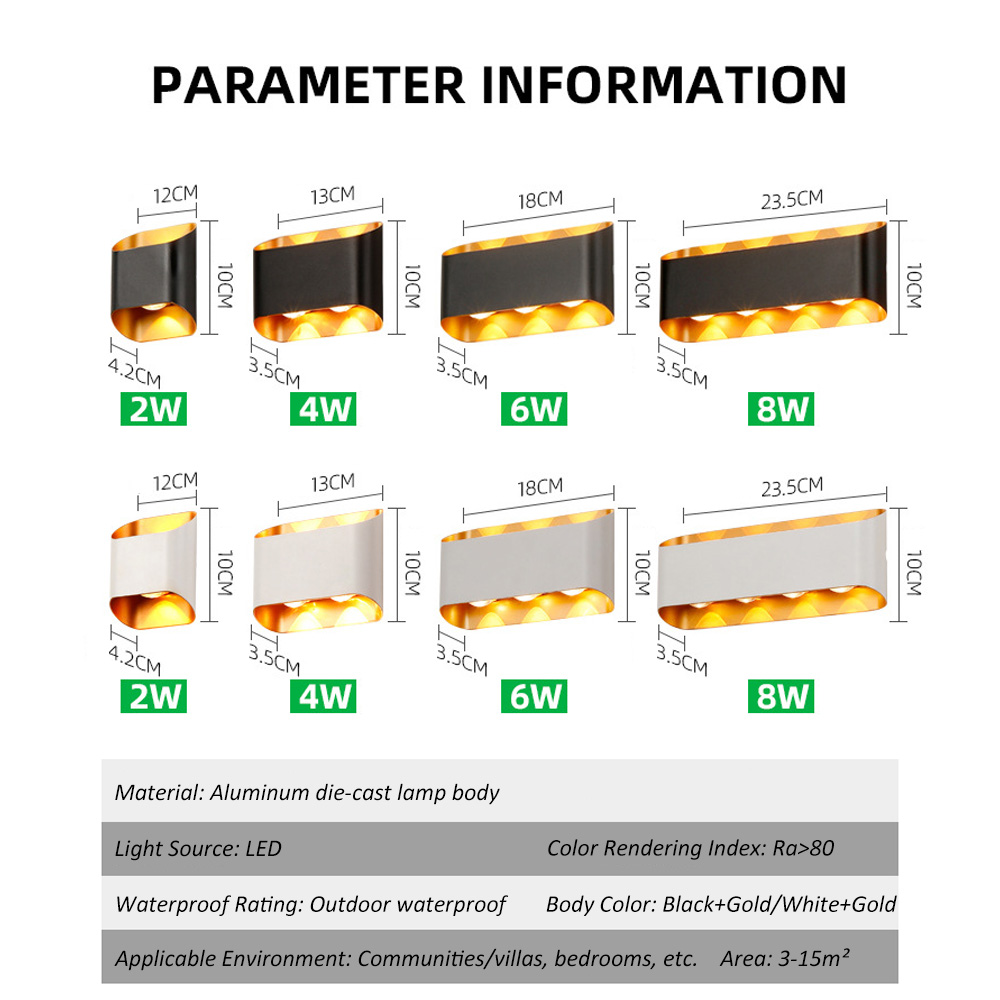 PARAMETER INFORMATION
12CM 13CM 18CM 23.5CM
10CM 10CM 10CM 10CM
4.2CM 3.5CM 3.5CM 3.5CM
2W 4W 6W 8W
12CM 13CM 18CM 23.5CM
10CM 10CM 10CM 10CM
4.2CM 3.5CM 3.5CM 3.5CM
2W 4W 6W 8W
Material: Aluminum die-cast lamp body
Light Source: LED Color Rendering Index: Ra>80
Waterproof Rating: Outdoor waterproof Body Color: Black+Gold/White+Gold
Applicable Environment: Communities/villas, bedrooms, etc. Area: 3-15m²